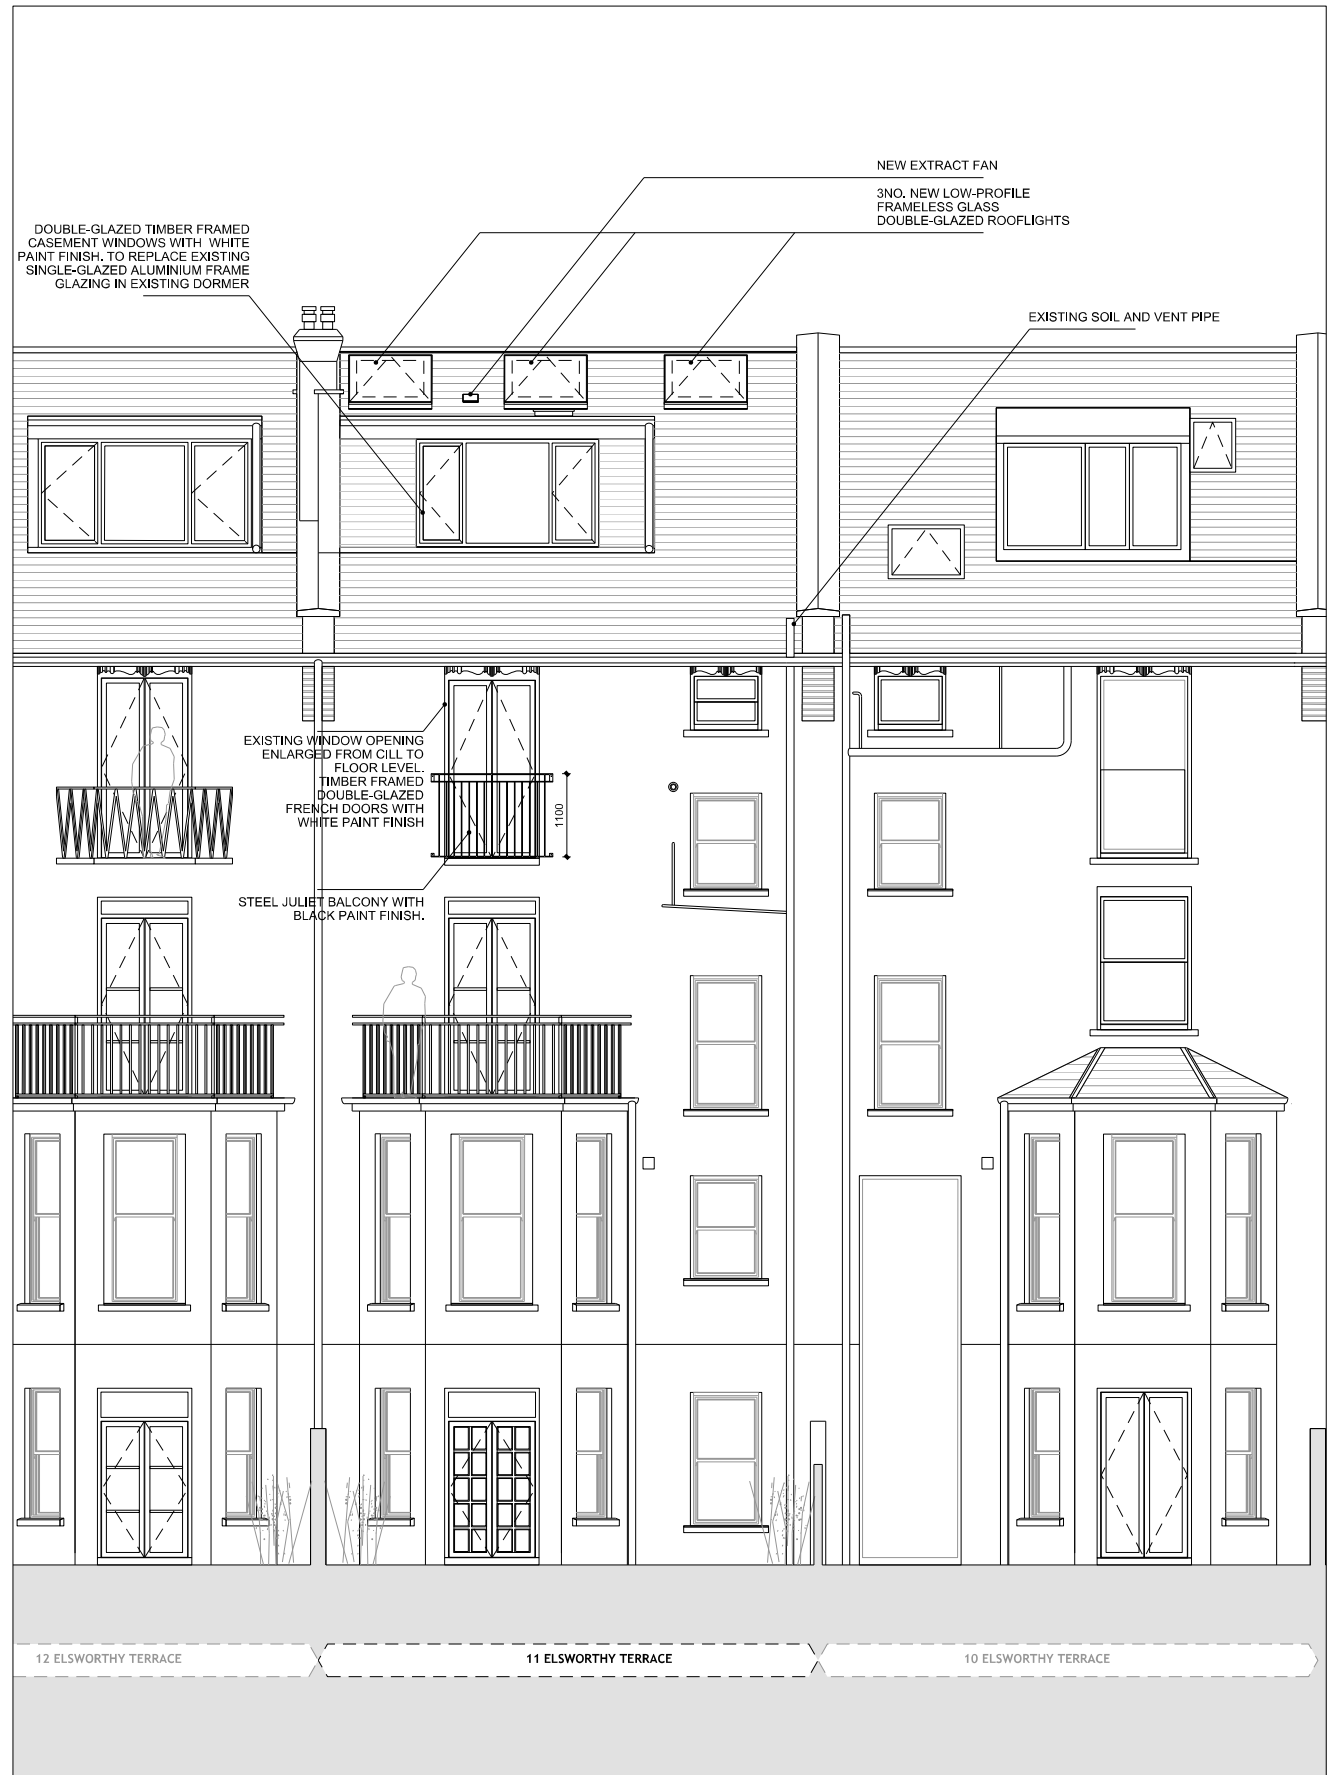 NEW EXTRACT FAN
3NO. NEW LOW-PROFILE
FRAMELESS GLASS
DOUBLE-GLAZED ROOFLIGHTS
DOUBLE-GLAZED TIMBER FRAMED
CASEMENT WINDOWS WITH WHITE
PAINT FINISH. TO REPLACE EXISTING
SINGLE-GLAZED ALUMINIUM FRAME
GLAZING IN EXISTING DORMER
EXISTING SOIL AND VENT PIPE
EXISTING WINDOW OPENING
ENLARGED FROM CILL TO
FLOOR LEVEL.
TIMBER FRAMED
DOUBLE-GLAZED
FRENCH DOORS WITH
WHITE PAINT FINISH
1100
STEEL JULIET BALCONY WITH
BLACK PAINT FINISH.
12 ELSWORTHY TERRACE
11 ELSWORTHY TERRACE
10 ELSWORTHY TERRACE